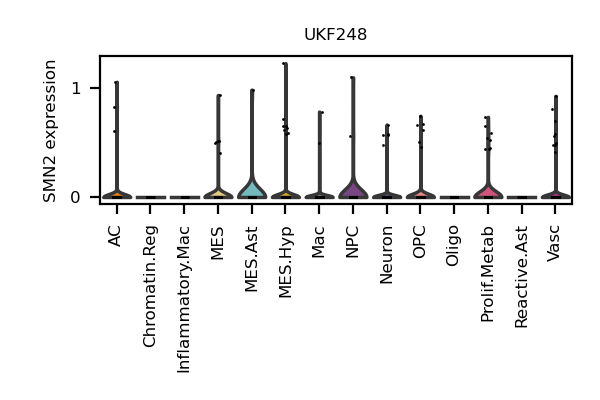 UKF248
SMN2 expression
1
0
AC
Chromatin.Reg
Inflammatory.Mac
MES
MES.Ast
MES.Hyp
Mac
NPC
Neuron
OPC
Oligo
Prolif.Metab
Reactive.Ast
Vasc